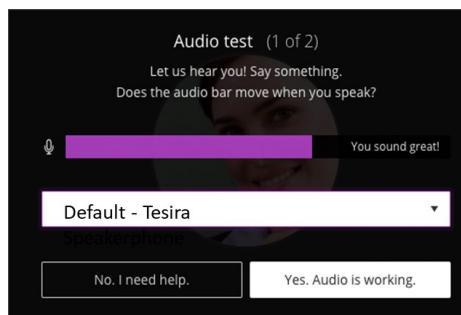 Audio test (1 of 2)
Let us hear you! Say something.
Does the audio bar move when you speak?
You sound great!
Default - Tesira
Speakerphone
No. I need help.
Yes. Audio is working.